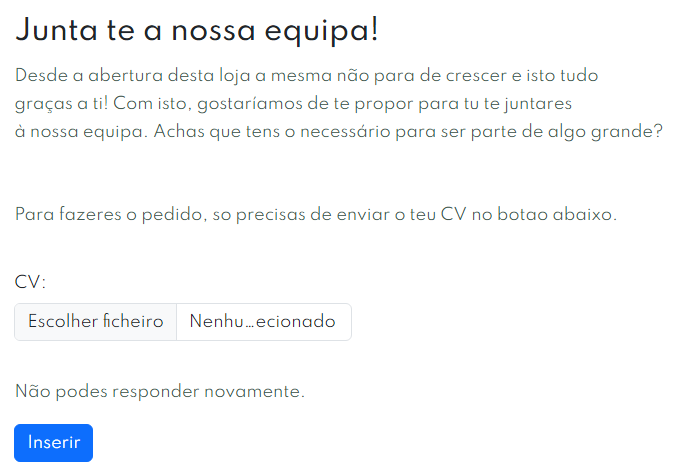 Junta te a nossa equipa!
Desde a abertura desta loja a mesma não para de crescer e isto tudo
graças a ti! Com isto, gostaríamos de te propor para tu te juntares
à nossa equipa. Achas que tens o necessário para ser parte de algo grande?
Para fazeres o pedido, so precisas de enviar o teu CV no botao abaixo.
CV:
Escolher ficheiro Nenhu…ecionado
Não podes responder novamente.
Inserir